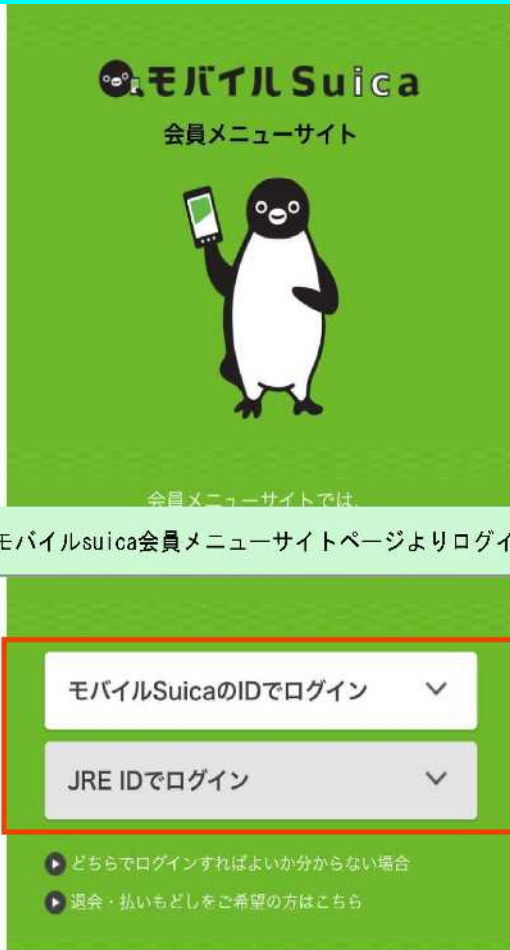 モバイルSuica
会員メニューサイト
会員メニューサイトでは、
モバイルsuica会員メニューサイトページよりログイ
モバイルSuicaのIDでログイン
JRE IDでログイン
どちらでログインすればよいか分からない場合
退会・払いもどしをご希望の方はこちら